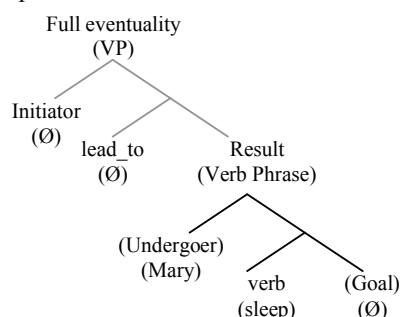 Full eventuality
(VP)
Initiator
(Ø)
lead_to
(Ø)
Result
(Verb Phrase)
(Undergoer)
(Mary)
verb
(sleep)
(Goal)
(Ø)